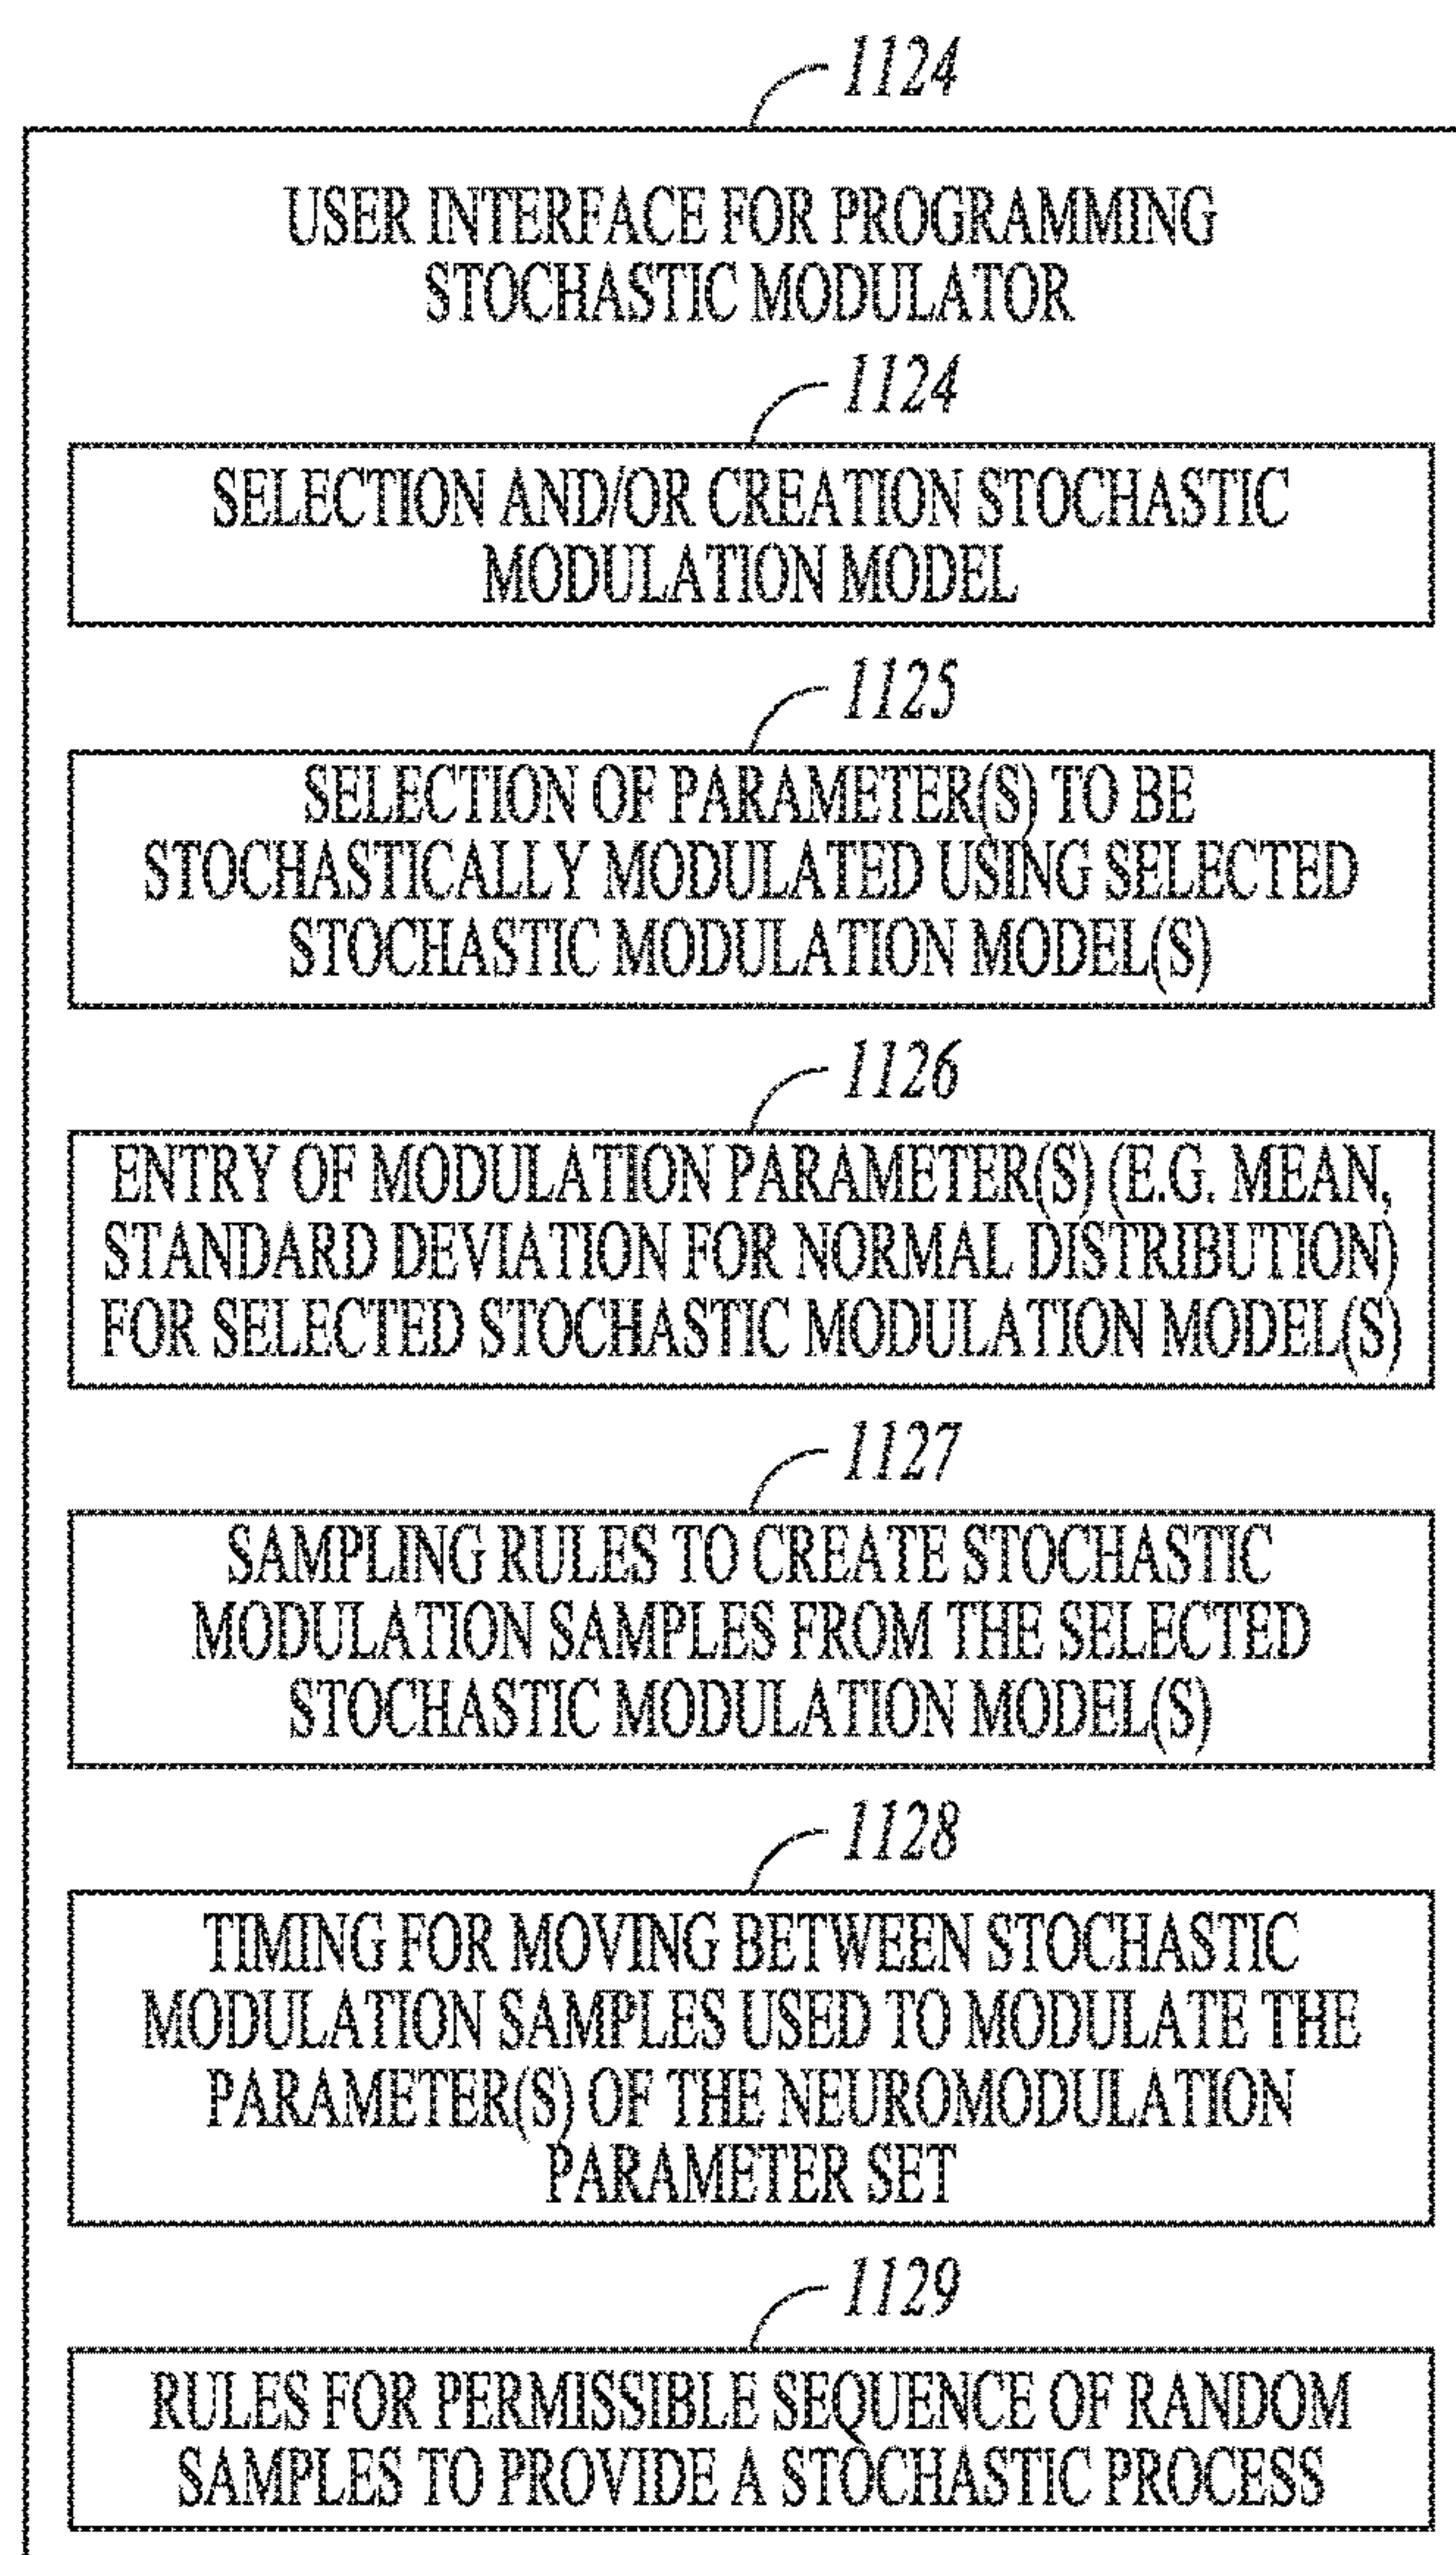 1124
USER INTERFACE FOR PROGRAMMING
STOCHASTIC MODULATOR
1124
SELECTION AND/OR CREATION STOCHASTIC
MODULATION MODEL
1125
SELECTION OF PARAMETER(S) TO BE
STOCHASTICALLY MODULATED USING SELECTED
STOCHASTIC MODULATION MODEL(S)
1126
ENTRY OF MODULATION PARAMETER(S) (E.G. MEAN,
STANDARD DEVIATION FOR NORMAL DISTRIBUTION)
FOR SELECTED STOCHASTIC MODULATION MODEL(S)
1127
SAMPLING RULES TO CREATE STOCHASTIC
MODULATION SAMPLES FROM THE SELECTED
STOCHASTIC MODULATION MODEL(S)
1128
TIMING FOR MOVING BETWEEN STOCHASTIC
MODULATION SAMPLES USED TO MODULATE THE
PARAMETER(S) OF THE NEUROMODULATION
PARAMETER SET
1129
RULES FOR PERMISSIBLE SEQUENCE OF RANDOM
SAMPLES TO PROVIDE A STOCHASTIC PROCESS